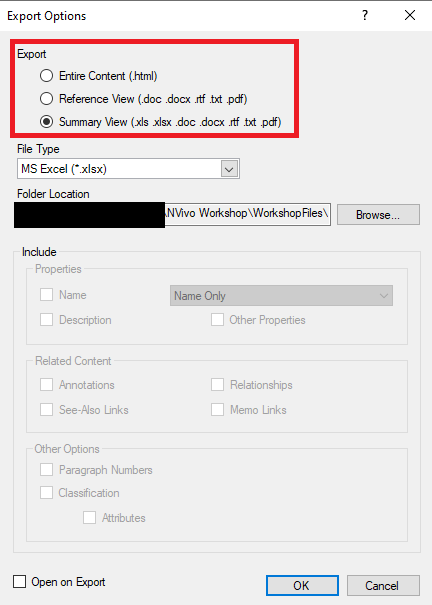 Export Options ? ×
Export
Entire Content (.html)
Reference View (.doc .docx .rtf .txt .pdf)
Summary View (.xls .xlsx .doc .docx .rtf .txt .pdf)
File Type
MS Excel (*.xlsx)
Folder Location
\NVivo Workshop\WorkshopFiles\ Browse...
Include
Properties
Name Name Only
Description Other Properties
Related Content
Annotations Relationships
See-Also Links Memo Links
Other Options
Paragraph Numbers
Classification
Attributes
Open on Export OK Cancel